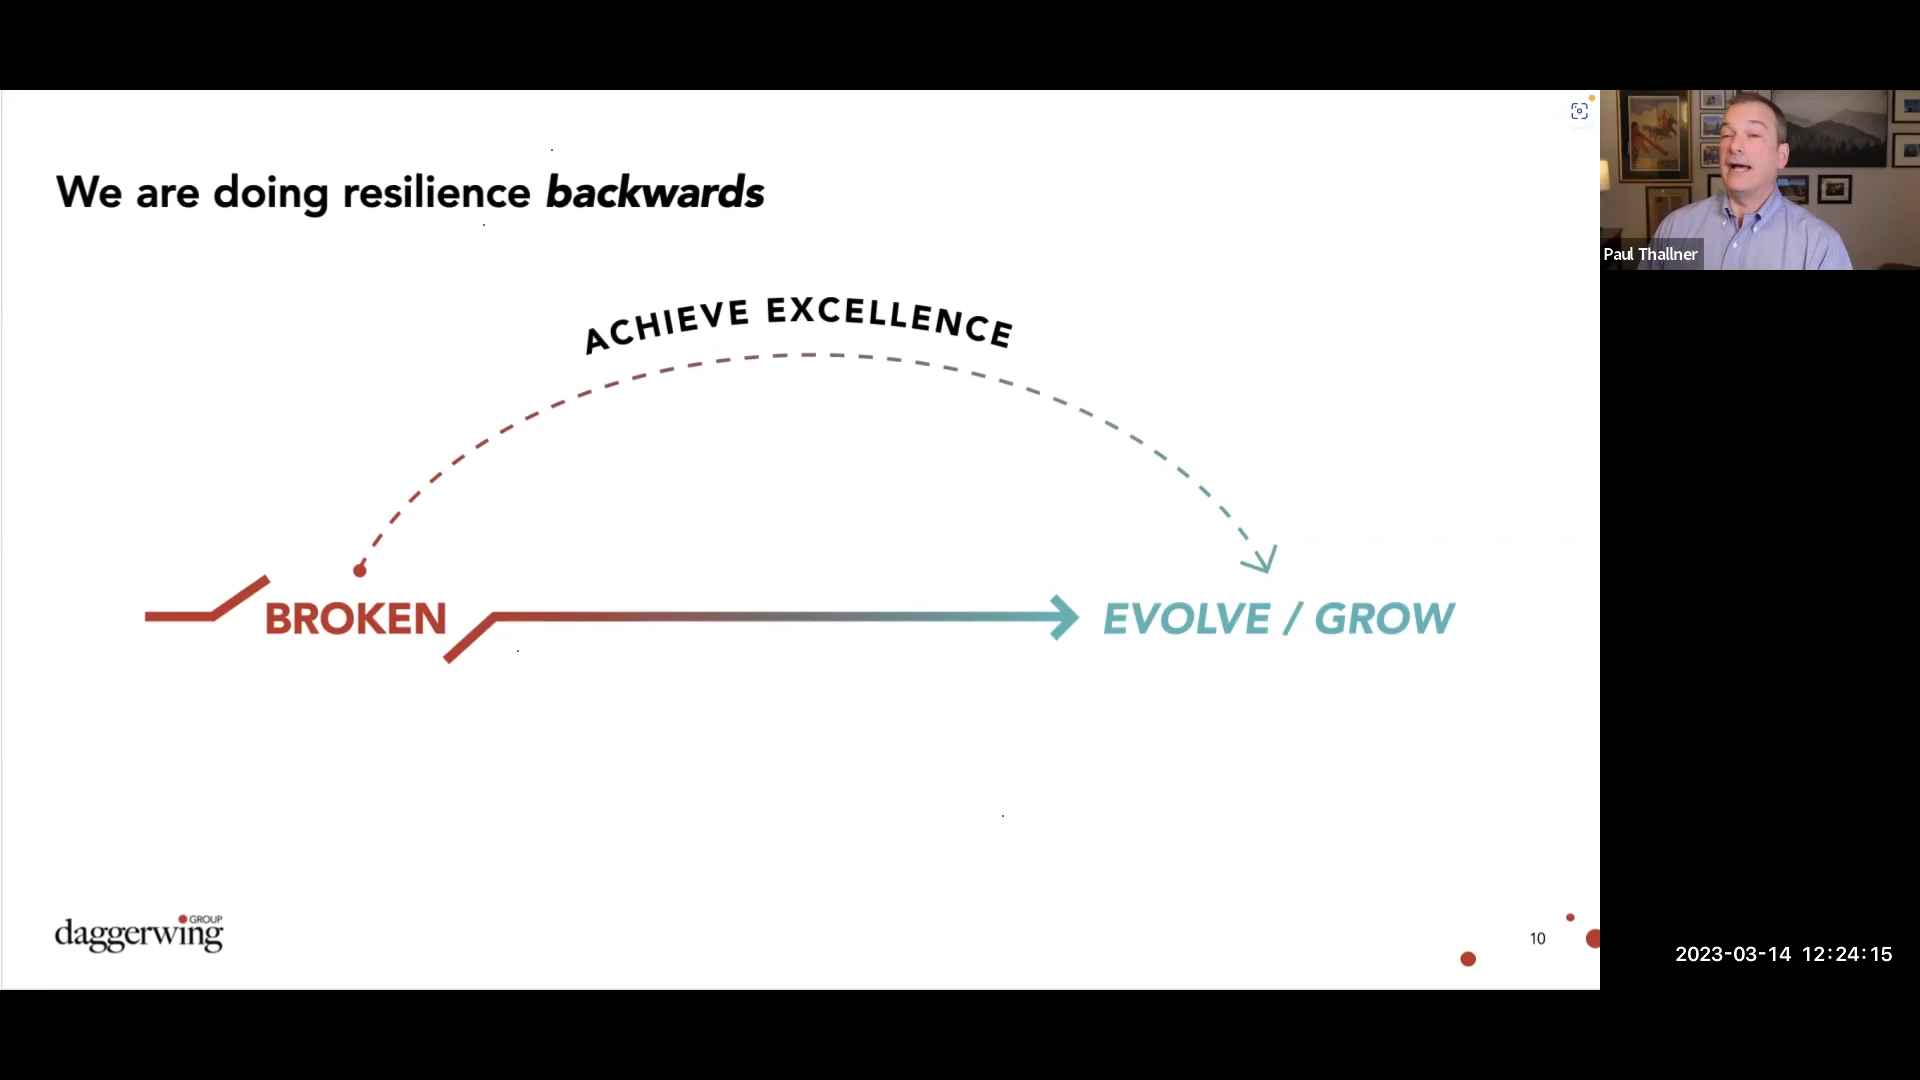 We are doing resilience backwards
ACHIEVE EXCELLENCE
BROKEN
EVOLVE / GROW
GROUP
daggerwing
10
Paul Thallner
2023-03-14 12:24:15